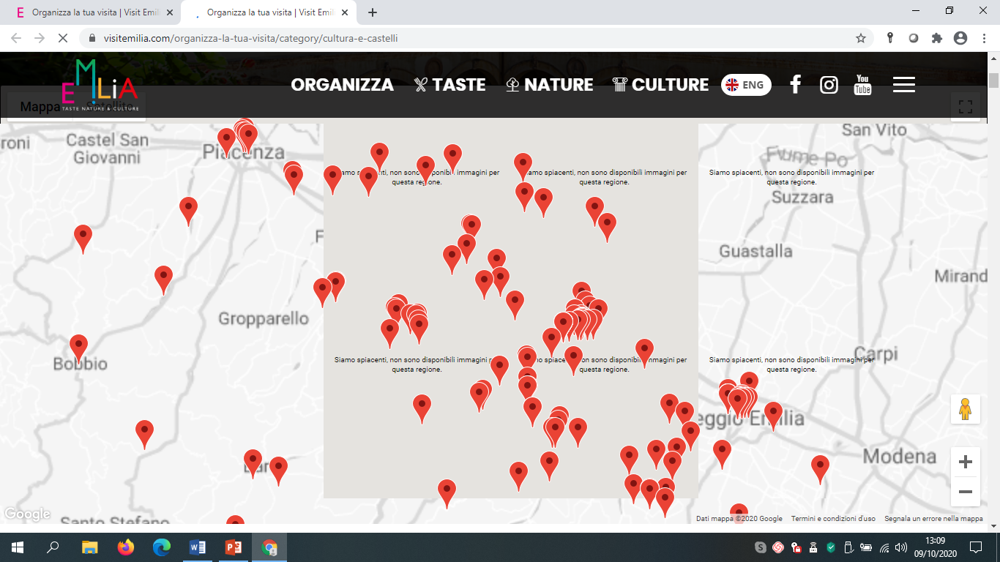 Organizza la tua visita | Visit Emil
Organizza la tua visita | Visit Emil
visitemilia.com/organizza-la-tua-visita/category/cultura-e-castelli
EMILIA
TASTE NATURE & CULTURE
ORGANIZZA
TASTE
NATURE
CULTURE
ENG
You
Tube
Mappa
Satellite
roni
Castel San
Giovanni
Piacenza
San Vito
Fiume Po
Suzzara
Siamo spiacenti, non sono disponibili immagini per
questa regione.
Siamo spiacenti, non sono disponibili immagini per
questa regione.
Siamo spiacenti, non sono disponibili immagini per
questa regione.
F
Guastalla
Mirand
Gropparello
Bobbio
Carpi
Siamo spiacenti, non sono disponibili immagini per
questa regione.
Siamo spiacenti, non sono disponibili immagini per
questa regione.
Siamo spiacenti, non sono disponibili immagini per
questa regione.
eggio Emilia
Modena
Santo Stefano
Google
Dati mappa ©2020 Google
Termini e condizioni d'uso
Segnala un errore nella mappa
13:09
09/10/2020